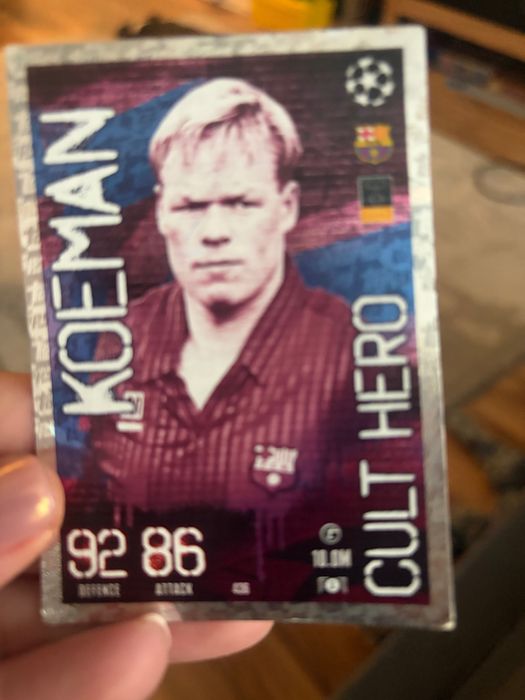 KOEMAN
CULT HERO
92 86
DEFENCE ATTACK
10.0M